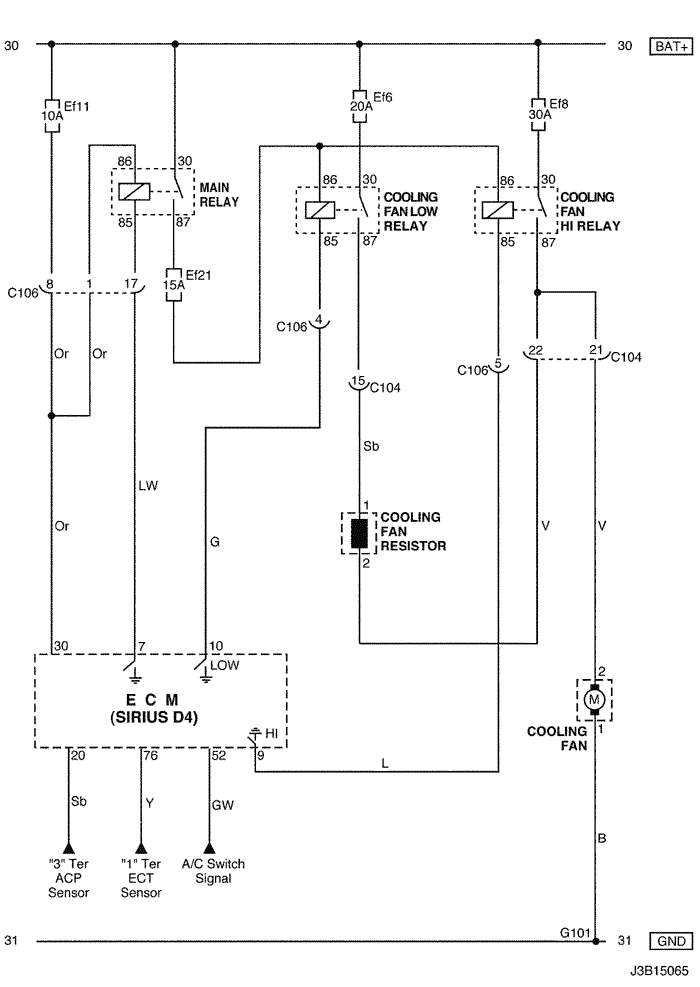 30
30 BAT+
Ef11
10A
Ef6
20A
Ef8
30A
86
30
MAIN
RELAY
85
87
86
30
COOLING
FAN LOW
RELAY
85
87
86
30
COOLING
FAN
HI RELAY
85
87
Ef21
15A
C106
8
1
17
C106
4
15
C104
C106
5
22
21
C104
Or
Or
Sb
LW
Or
G
1
COOLING
FAN
RESISTOR
2
V
V
30
7
10
LOW
E C M
(SIRIUS D4)
HI
2
M
1
COOLING
FAN
20
76
52
9
L
Sb
Y
GW
B
"3" Ter
ACP
Sensor
"1" Ter
ECT
Sensor
A/C Switch
Signal
G101
31
31 GND
J3B15065